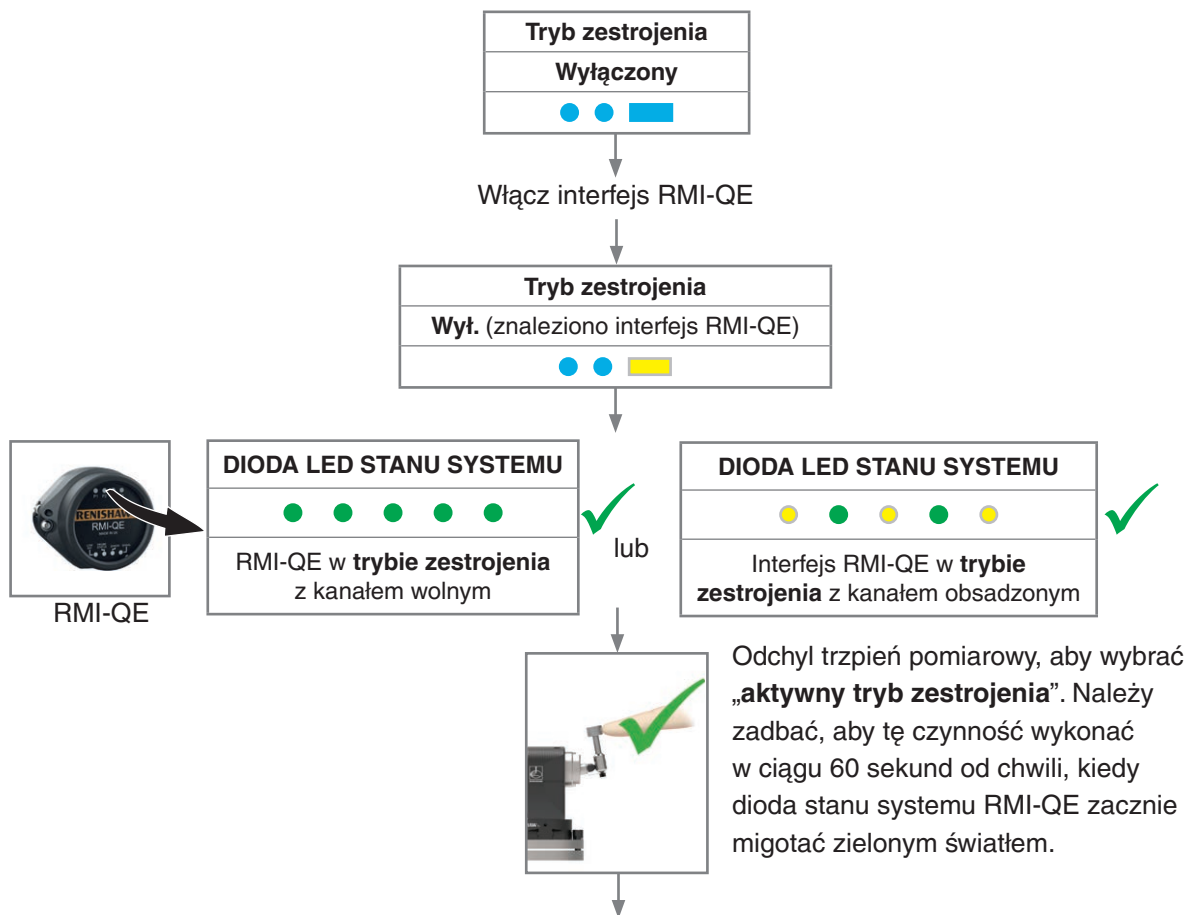 Tryb zestrojenia
Wyłączony
Włącz interfejs RMI-QE
Tryb zestrojenia
Wył. (znaleziono interfejs RMI-QE)
RENISHAW
RMI-QE
RMI-QE
DIODA LED STANU SYSTEMU
RMI-QE w trybie zestrojenia
z kanałem wolnym
lub
DIODA LED STANU SYSTEMU
Interfejs RMI-QE w trybie
zestrojenia z kanałem obsadzonym
Odchyl trzpień pomiarowy, aby wybrać
„aktywny tryb zestrojenia”. Należy
zadbać, aby tę czynność wykonać
w ciągu 60 sekund od chwili, kiedy
dioda stanu systemu RMI-QE zacznie
migotać zielonym światłem.